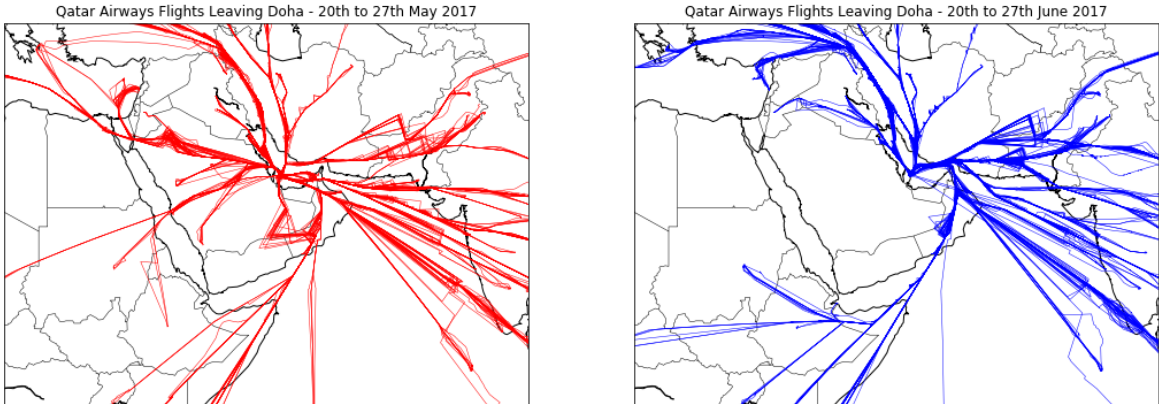 Qatar Airways Flights Leaving Doha - 20th to 27th May 2017
Qatar Airways Flights Leaving Doha - 20th to 27th June 2017